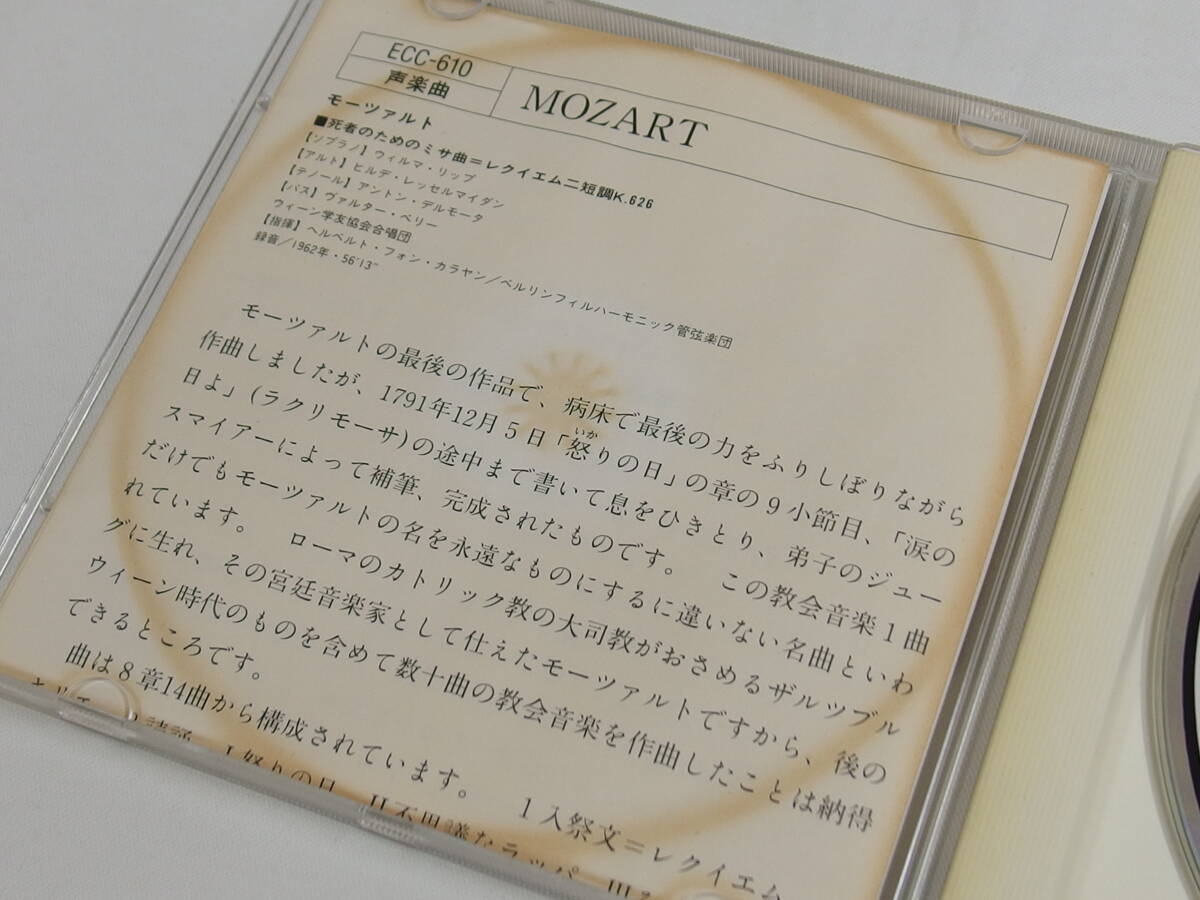 ECC-610
声楽曲
MOZART
モーツァルト
■死者のためのミサ曲=レクイエムニ短調K.626
【ソプラノ】ウィルマ・リップ
【アルト】ヒルデ・レッセルマイダン
【テノール】アントン・デルモータ
【バス】ヴァルター・ベリー
ウィーン学友協会合唱団
【指揮】ヘルベルト・フォン・カラヤン/ベルリンフィルハーモニック管弦楽団
録音/1962年・56'13"
モーツァルトの最後の作品で、病床で最後の力をふりしぼりながら
作曲しましたが、1791年12月5日「怒りの日」の章の9小節目、「涙の
いか
日よ」(ラクリモーサ)の途中まで書いて息をひきとり、弟子のジュー
スマイアーによって補筆、完成されたものです。 この教会音楽1曲
だけでもモーツァルトの名を永遠なものにするに違いない名曲といわ
れています。 ローマのカトリック教の大司教がおさめるザルツブル
グに生れ、その宮廷音楽家として仕えたモーツァルトですから、後の
ウィーン時代のものを含めて数十曲の教会音楽を作曲したことは納得
できるところです。
曲は8章14曲から構成されています。 1入祭文=レクイエム
I怒りの日 II不思議なラッパ III